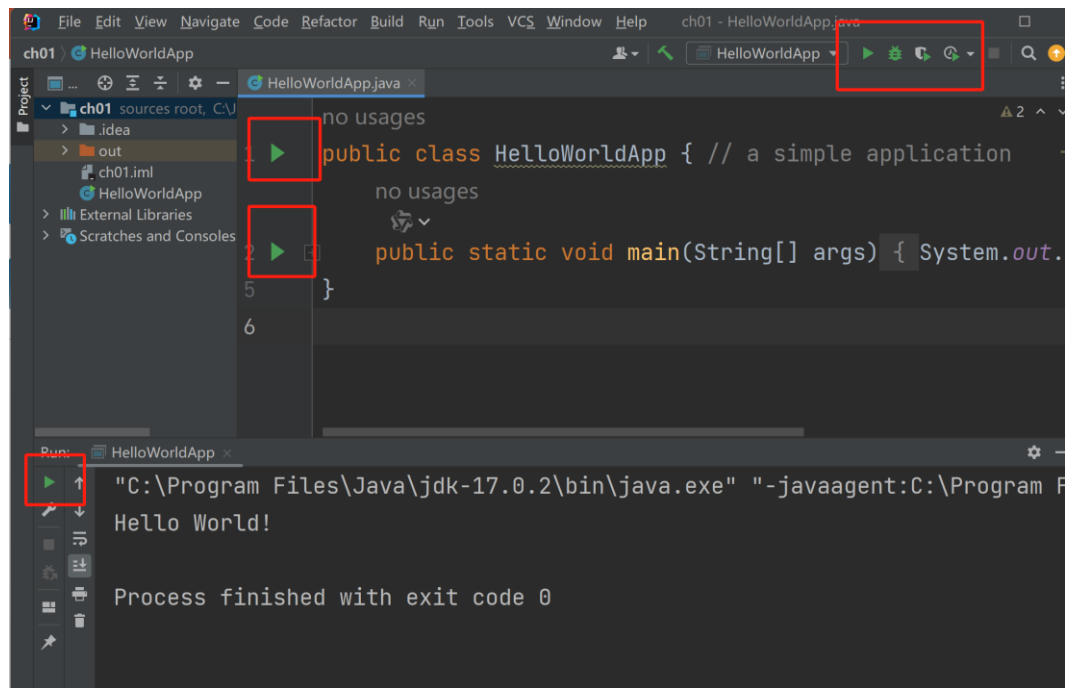 File Edit View Navigate Code Refactor Build Run Tools VCS Window Help ch01 - HelloWorldApp.java
ch01 HelloWorldApp HelloWorldApp
Project
... HelloWorldApp.java
ch01 sources root, C:\J
.idea
out
ch01.iml
HelloWorldApp
External Libraries
Scratches and Consoles
2
no usages
1 public class HelloWorldApp { // a simple application
no usages
2 public static void main(String[] args) { System.out.
5 }
6
Run: HelloWorldApp
"C:\Program Files\Java\jdk-17.0.2\bin\java.exe" "-javaagent:C:\Program F
Hello World!
Process finished with exit code 0